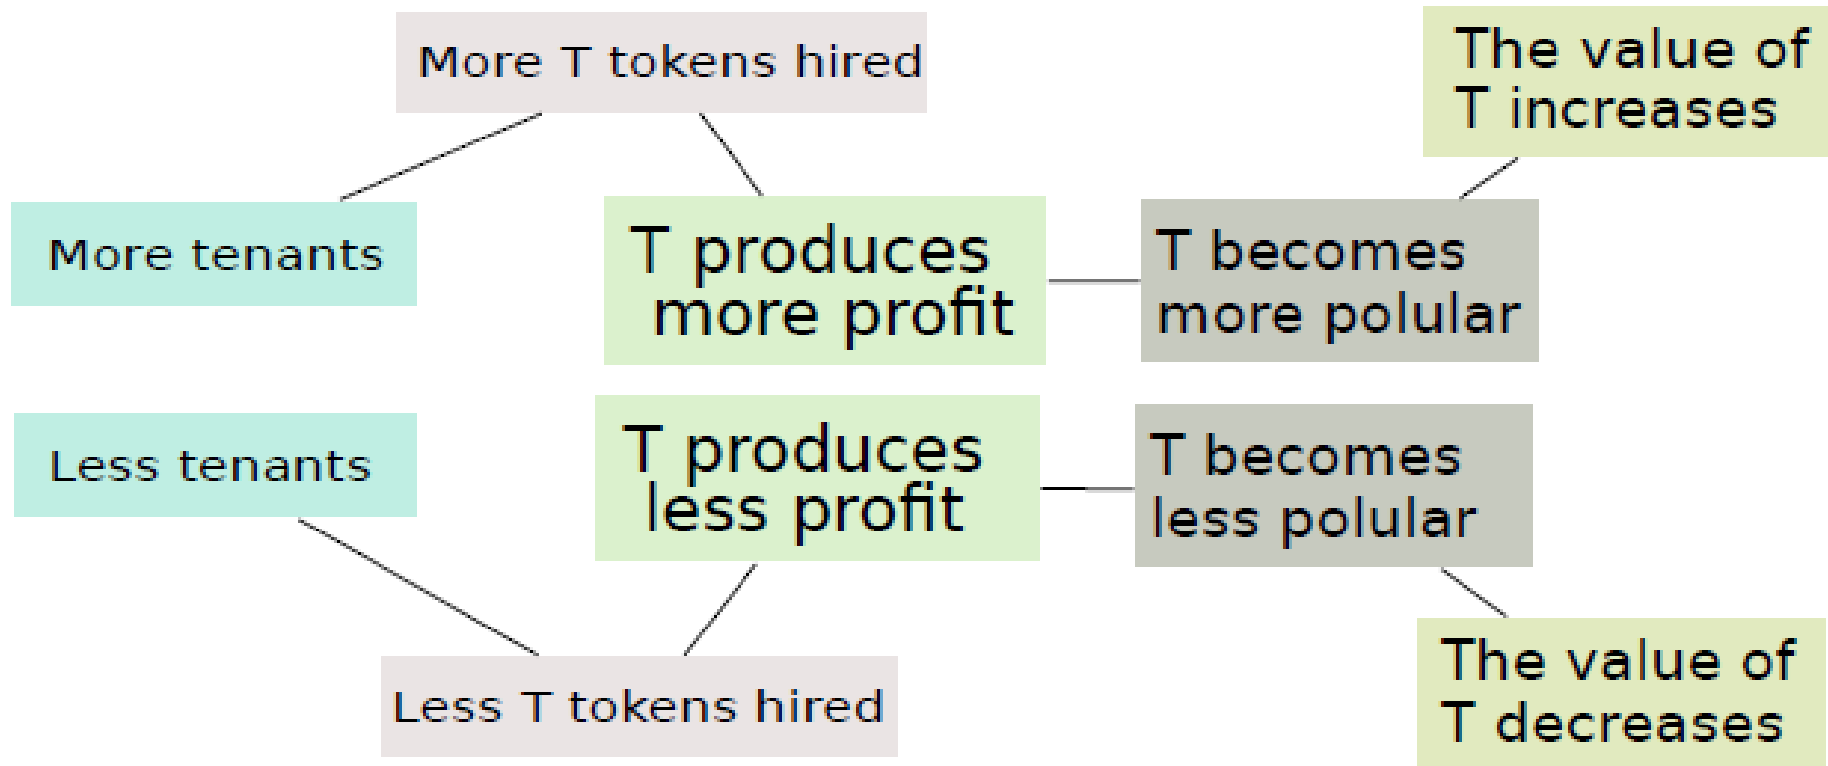 More T tokens hired
The value of
T increases
More tenants
T produces
more profit
T becomes
more polular
Less tenants
T produces
less profit
T becomes
less polular
Less T tokens hired
The value of
T decreases